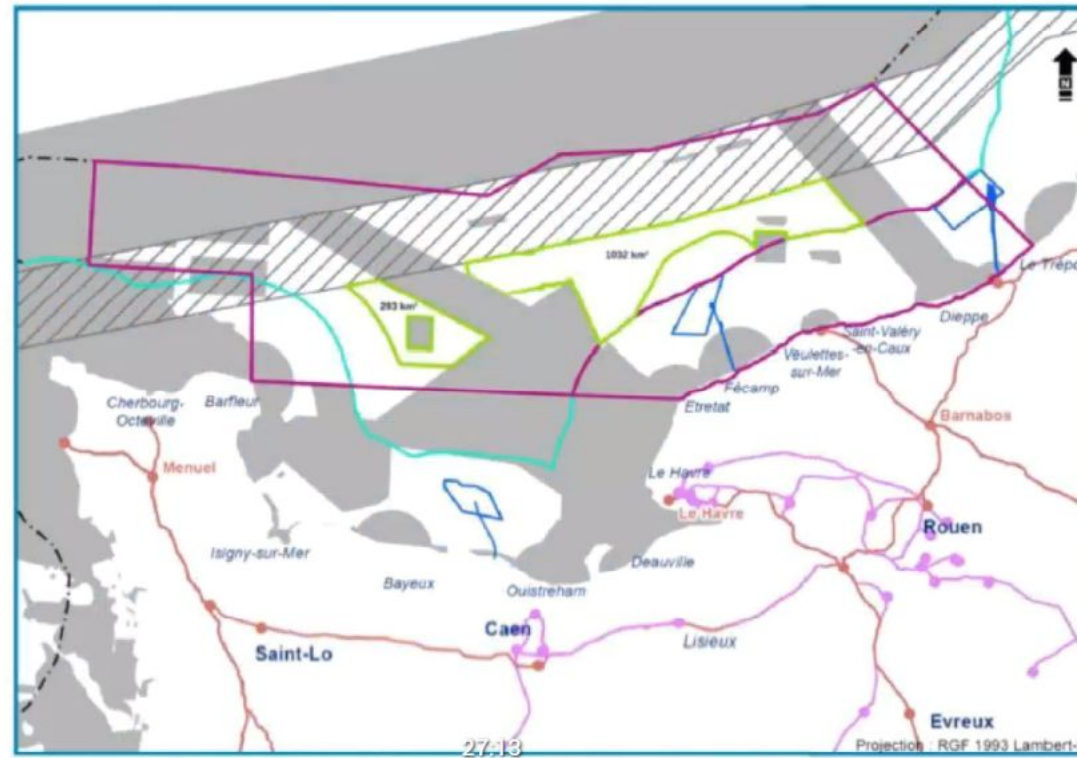 N
1032 km²
293 km²
Le Trépo
Dieppe
Saint-Valéry
-en-Caux
Veulettes-
sur-Mer
Fécamp
Etretat
Cherbourg-
Octeville
Barfleur
Barnabos
Menuel
Le Havre
Le Havre
Rouen
Isigny-sur-Mer
Deauville
Bayeux
Ouistreham
Caen
Saint-Lo
Lisieux
Evreux
27:13
Projection : RGF 1993 Lambert-